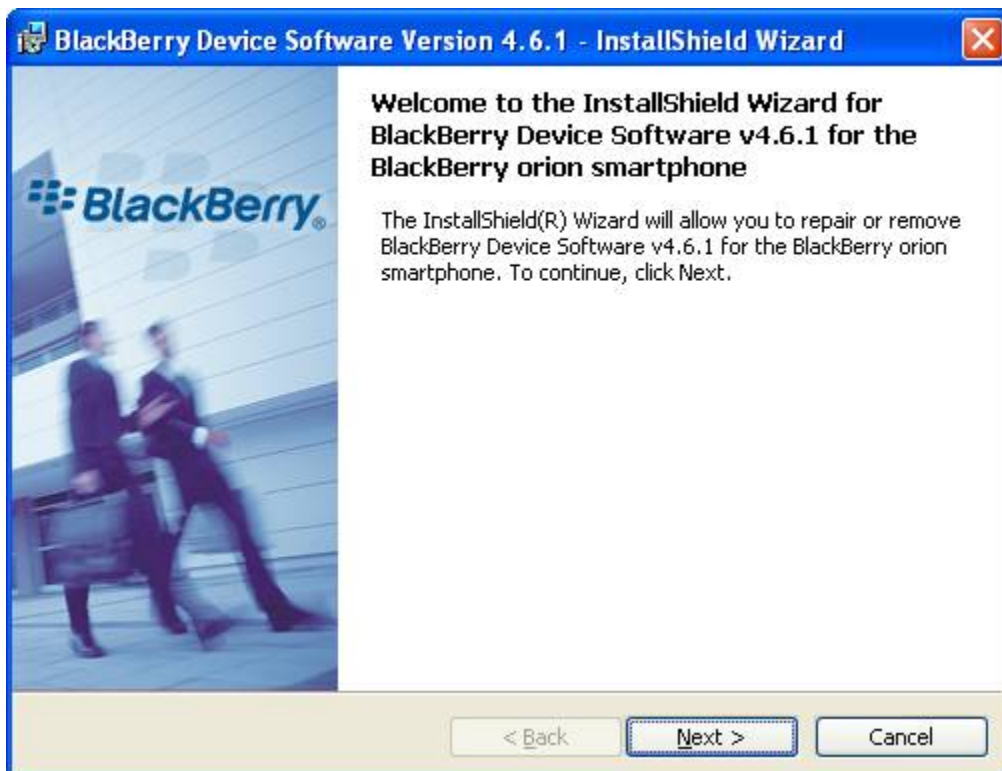 BlackBerry Device Software Version 4.6.1 - InstallShield Wizard
Welcome to the InstallShield Wizard for
BlackBerry Device Software v4.6.1 for the
BlackBerry orion smartphone
BlackBerry®
The InstallShield(R) Wizard will allow you to repair or remove
BlackBerry Device Software v4.6.1 for the BlackBerry orion
smartphone. To continue, click Next.
< Back
Next >
Cancel